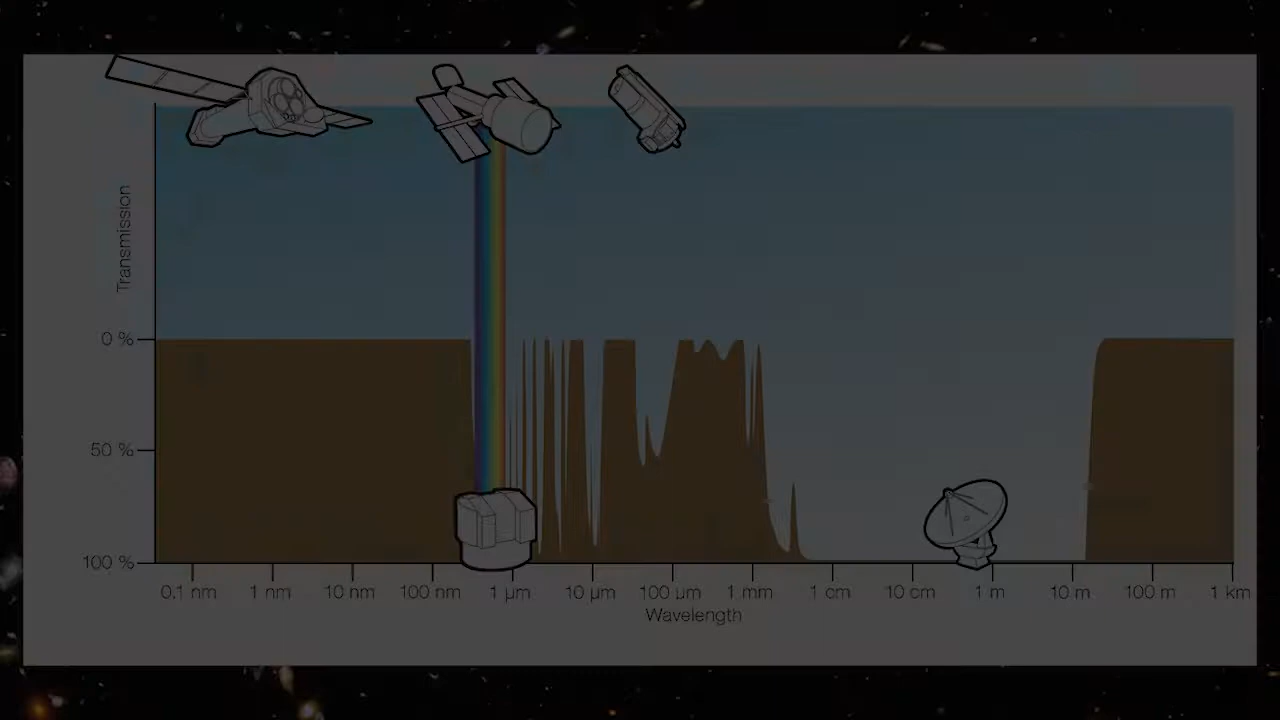 Transmission
0 %
50 %
100 %
0.1 nm 1 nm 10 nm 100 nm 1 µm 10 µm 100 µm 1 mm 1 cm 10 cm 1 m 10 m 100 m 1 km
Wavelength